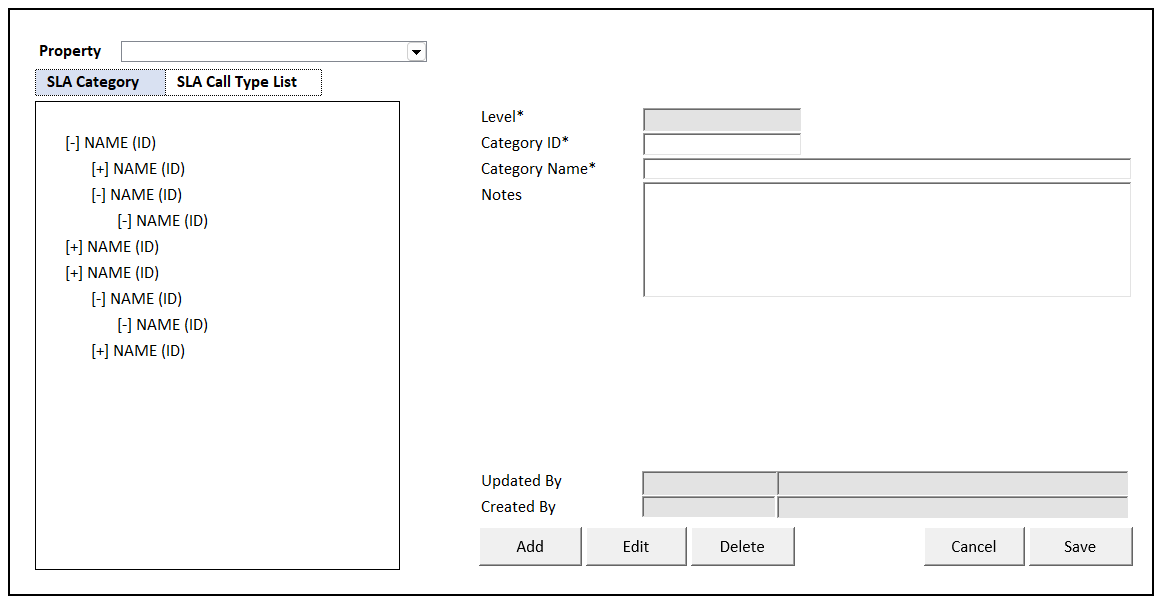 Property
SLA Category SLA Call Type List
[-] NAME (ID)
[+] NAME (ID)
[-] NAME (ID)
[-] NAME (ID)
[+] NAME (ID)
[+] NAME (ID)
[-] NAME (ID)
[-] NAME (ID)
[+] NAME (ID)
Level*
Category ID*
Category Name*
Notes
Updated By
Created By
Add Edit Delete Cancel Save